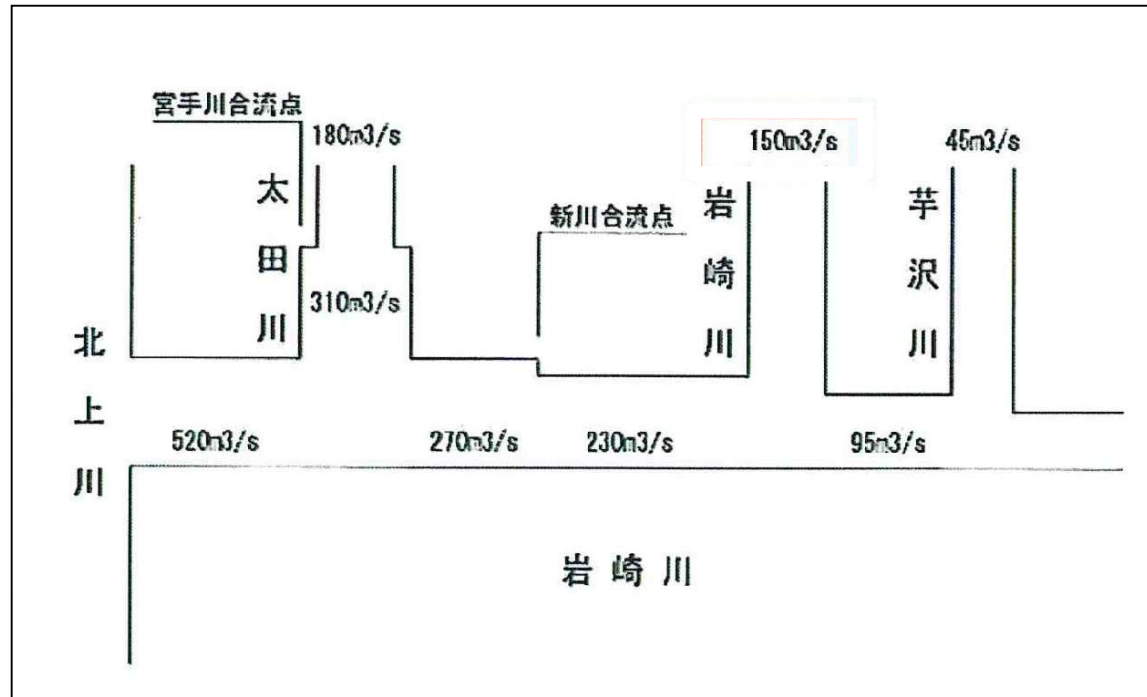 宮手川合流点
180m3/s
150m3/s
45m3/s
太田川
新川合流点
岩崎川
芋沢川
310m3/s
北上川
520m3/s
270m3/s
230m3/s
95m3/s
岩崎川